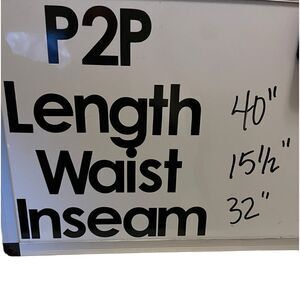 P2P
Length 40"
Waist 15½"
Inseam 32"